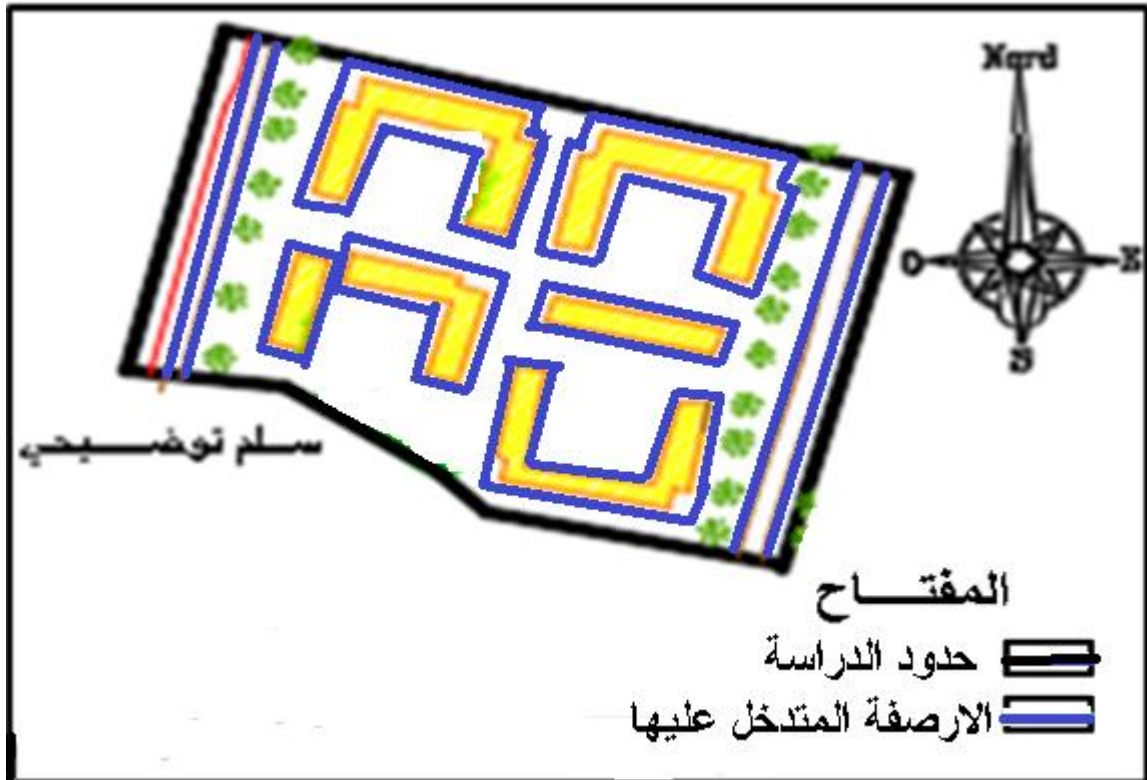 Nord
O
E
S
سلم توضيحي
المفتاح
حدود الدراسة
الارصفة المتدخل عليها